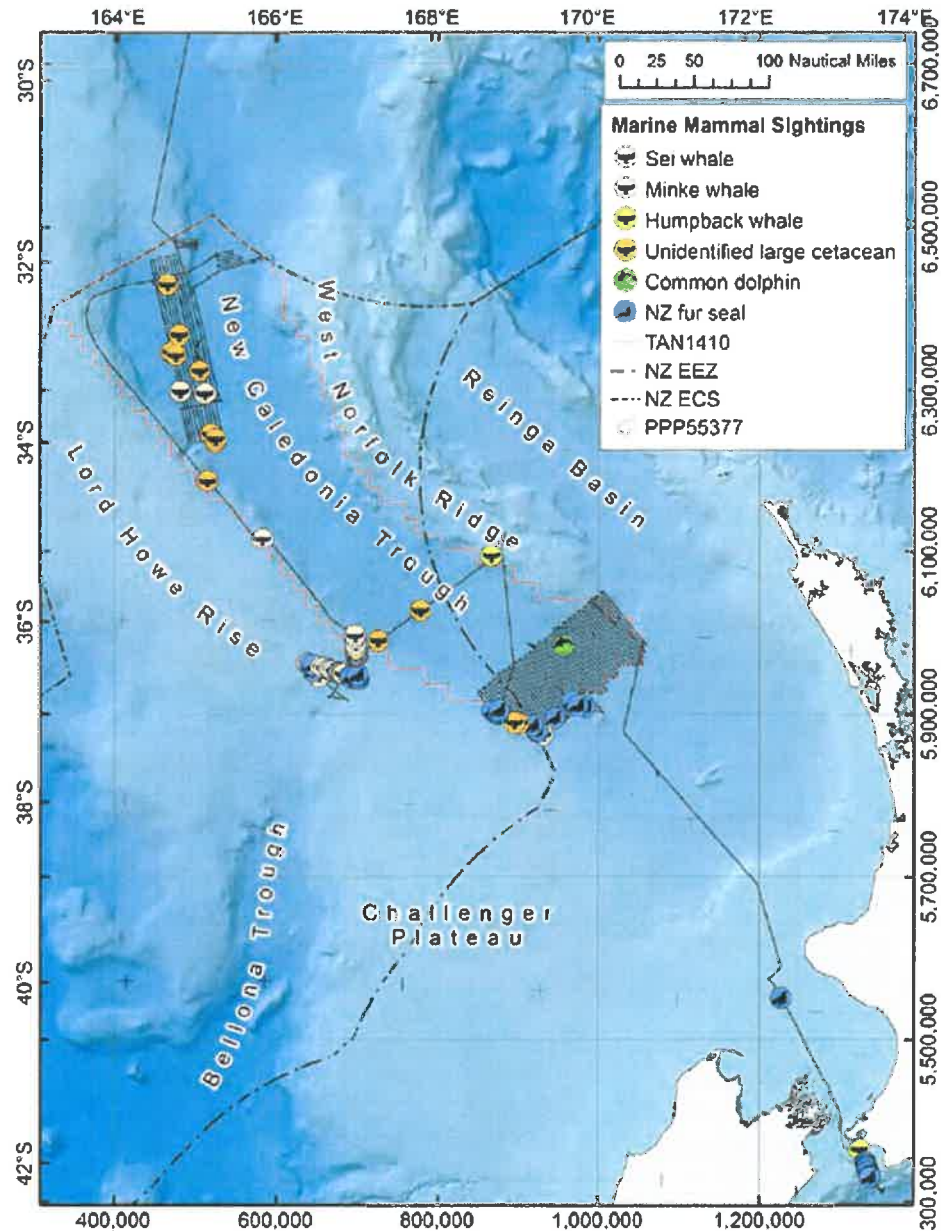 164°E 166°E 168°E 170°E 172°E 174°E
0 25 50 100 Nautical Miles
Marine Mammal Sightings
Sei whale
Minke whale
Humpback whale
Unidentified large cetacean
Common dolphin
NZ fur seal
TAN1410
NZ EEZ
NZ ECS
PPP55377
30°S
32°S
34°S
36°S
38°S
40°S
42°S
6,700,000
6,500,000
6,300,000
6,100,000
5,900,000
5,700,000
5,500,000
300,000
New Caledonia Trough
West Norfolk Ridge
Reinga Basin
Lord Howe Rise
Bellona Trough
Challenger
Plateau
400,000 600,000 800,000 1,000,000 1,200,000